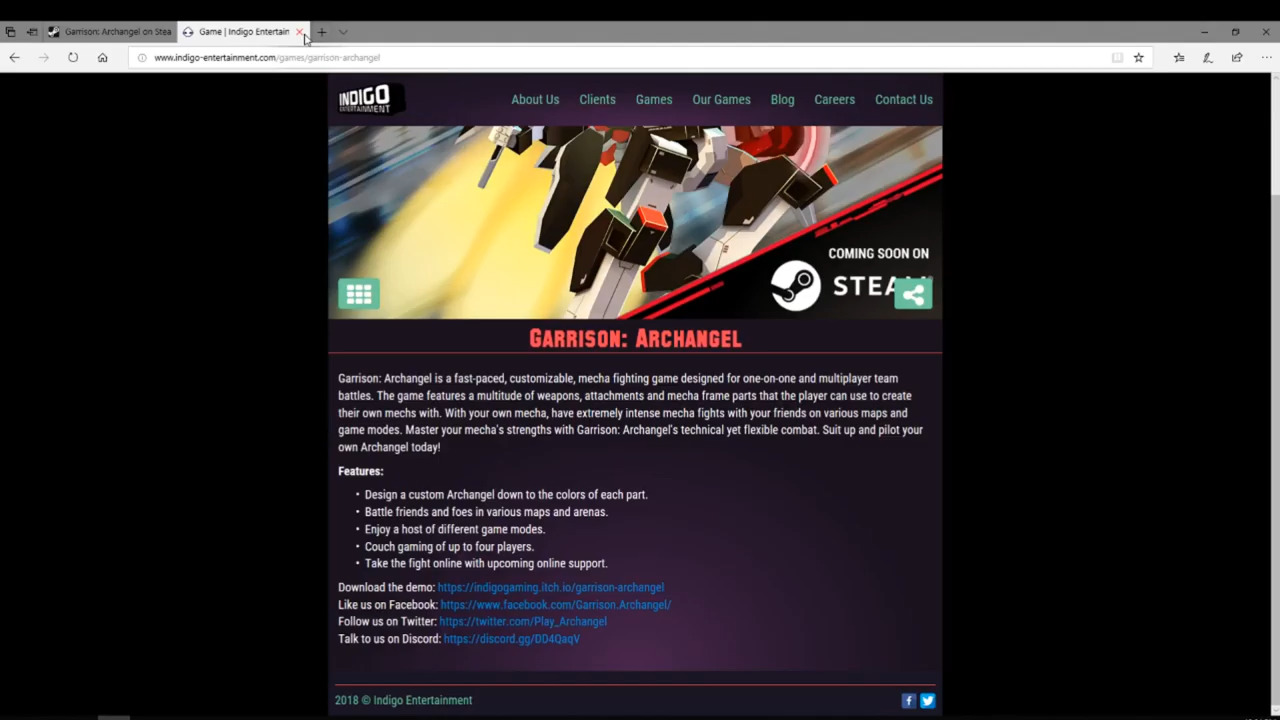 Garrison: Archangel on Stea
Game | Indigo Entertain
www.indigo-entertainment.com/games/garrison-archangel
INDIGO
ENTERTAINMENT
About Us
Clients
Games
Our Games
Blog
Careers
Contact Us
COMING SOON ON
STEA
GARRISON: ARCHANGEL
Garrison: Archangel is a fast-paced, customizable, mecha fighting game designed for one-on-one and multiplayer team
battles. The game features a multitude of weapons, attachments and mecha frame parts that the player can use to create
their own mechs with. With your own mecha, have extremely intense mecha fights with your friends on various maps and
game modes. Master your mecha's strengths with Garrison: Archangel's technical yet flexible combat. Suit up and pilot your
own Archangel today!
Features:
• Design a custom Archangel down to the colors of each part.
• Battle friends and foes in various maps and arenas.
• Enjoy a host of different game modes.
• Couch gaming of up to four players.
• Take the fight online with upcoming online support.
Download the demo: https://indigogaming.itch.io/garrison-archangel
Like us on Facebook: https://www.facebook.com/Garrison.Archangel/
Follow us on Twitter: https://twitter.com/Play_Archangel
Talk to us on Discord: https://discord.gg/DD4QaqV
2018 © Indigo Entertainment